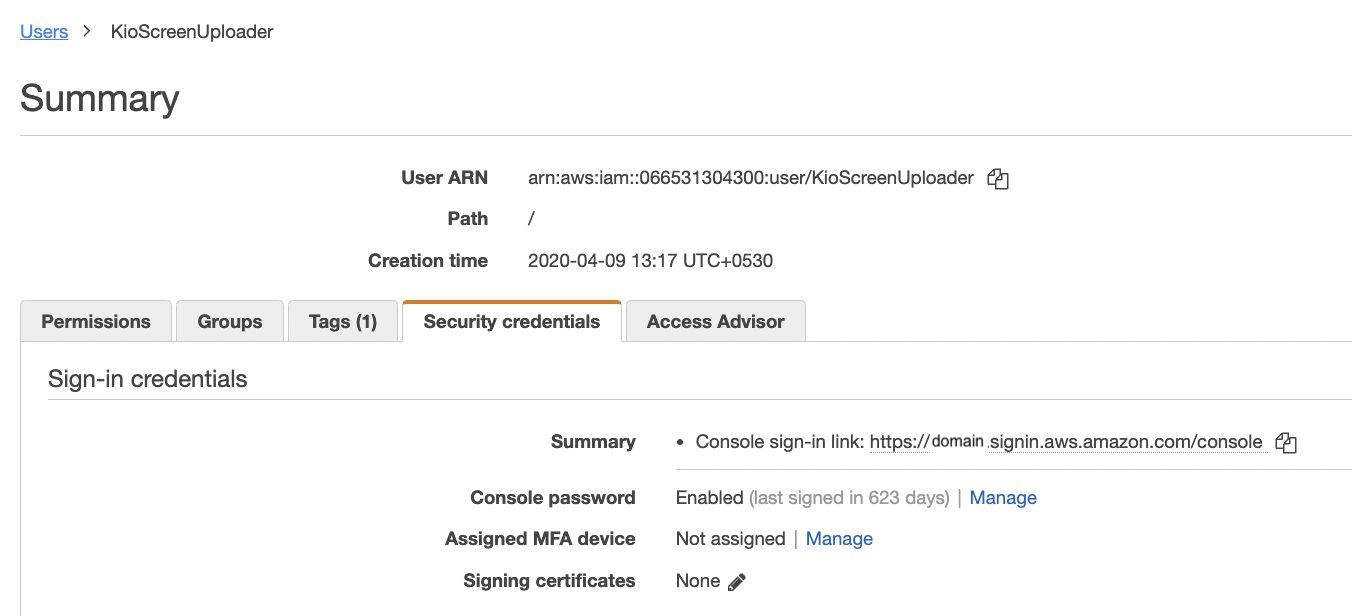 Users > KioScreenUploader
Summary
User ARN arn:aws:iam::066531304300:user/KioScreenUploader
Path /
Creation time 2020-04-09 13:17 UTC+0530
Permissions Groups Tags (1) Security credentials Access Advisor
Sign-in credentials
Summary • Console sign-in link: https://domain.signin.aws.amazon.com/console
Console password Enabled (last signed in 623 days) | Manage
Assigned MFA device Not assigned | Manage
Signing certificates None